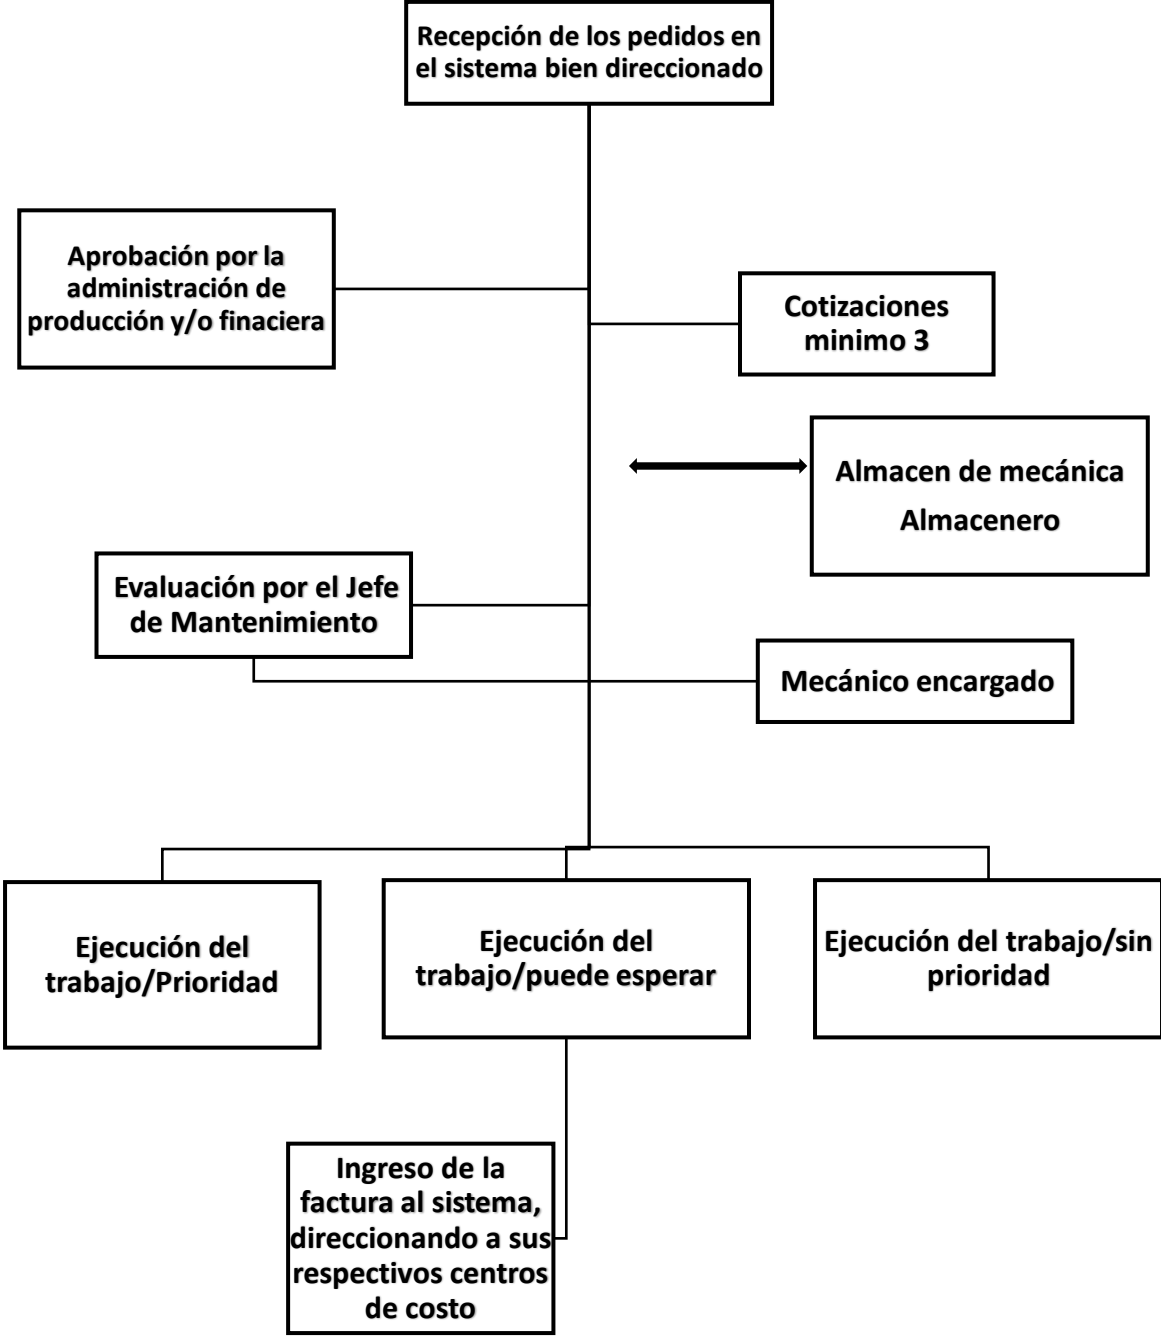 Recepción de los pedidos en
el sistema bien direccionado
Aprobación por la
administración de
producción y/o finaciera
Cotizaciones
minimo 3
Almacen de mecánica
Almacenero
Evaluación por el Jefe
de Mantenimiento
Mecánico encargado
Ejecución del
trabajo/Prioridad
Ejecución del
trabajo/puede esperar
Ejecución del trabajo/sin
prioridad
Ingreso de la
factura al sistema,
direccionando a sus
respectivos centros
de costo